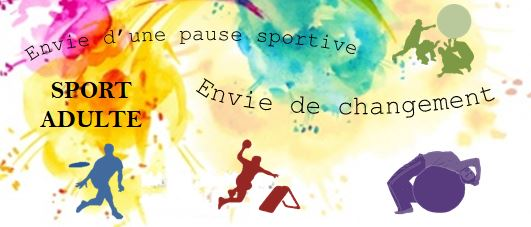 Envie d'une pause sportive
SPORT
ADULTE
Envie de changement